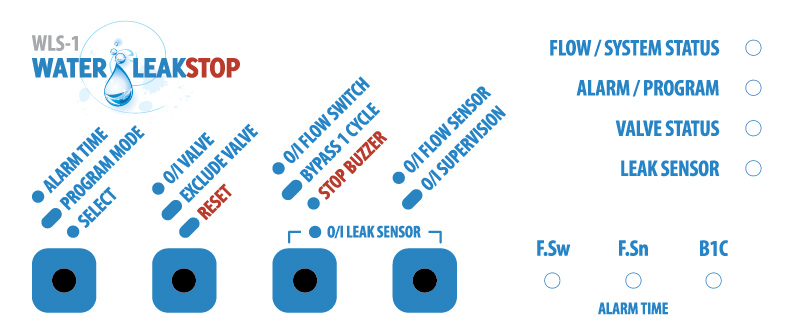 WLS-1
WATER LEAKSTOP
ALARM TIME
PROGRAM MODE
SELECT
O/I VALVE
EXCLUDE VALVE
RESET
O/I FLOW SWITCH
BYPASS 1 CYCLE
STOP BUZZER
O/I FLOW SENSOR
O/I SUPERVISION
O/I LEAK SENSOR
FLOW / SYSTEM STATUS
ALARM / PROGRAM
VALVE STATUS
LEAK SENSOR
F.Sw F.Sn B1C
ALARM TIME